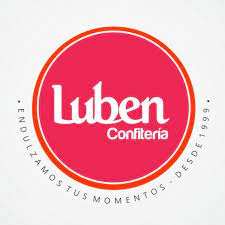 Luben
Confitería
• ENDULZAMOS TUS MOMENTOS - DESDE 1999 •